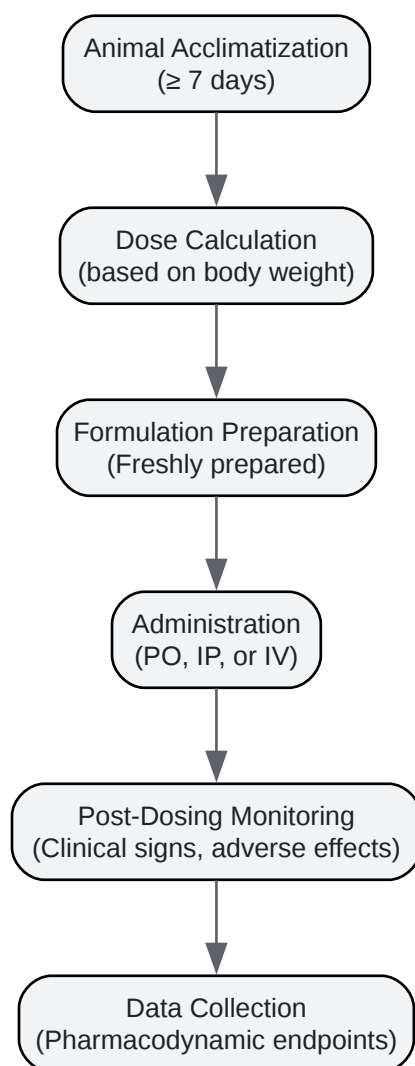 Animal Acclimatization
(≥ 7 days)
Dose Calculation
(based on body weight)
Formulation Preparation
(Freshly prepared)
Administration
(PO, IP, or IV)
Post-Dosing Monitoring
(Clinical signs, adverse effects)
Data Collection
(Pharmacodynamic endpoints)